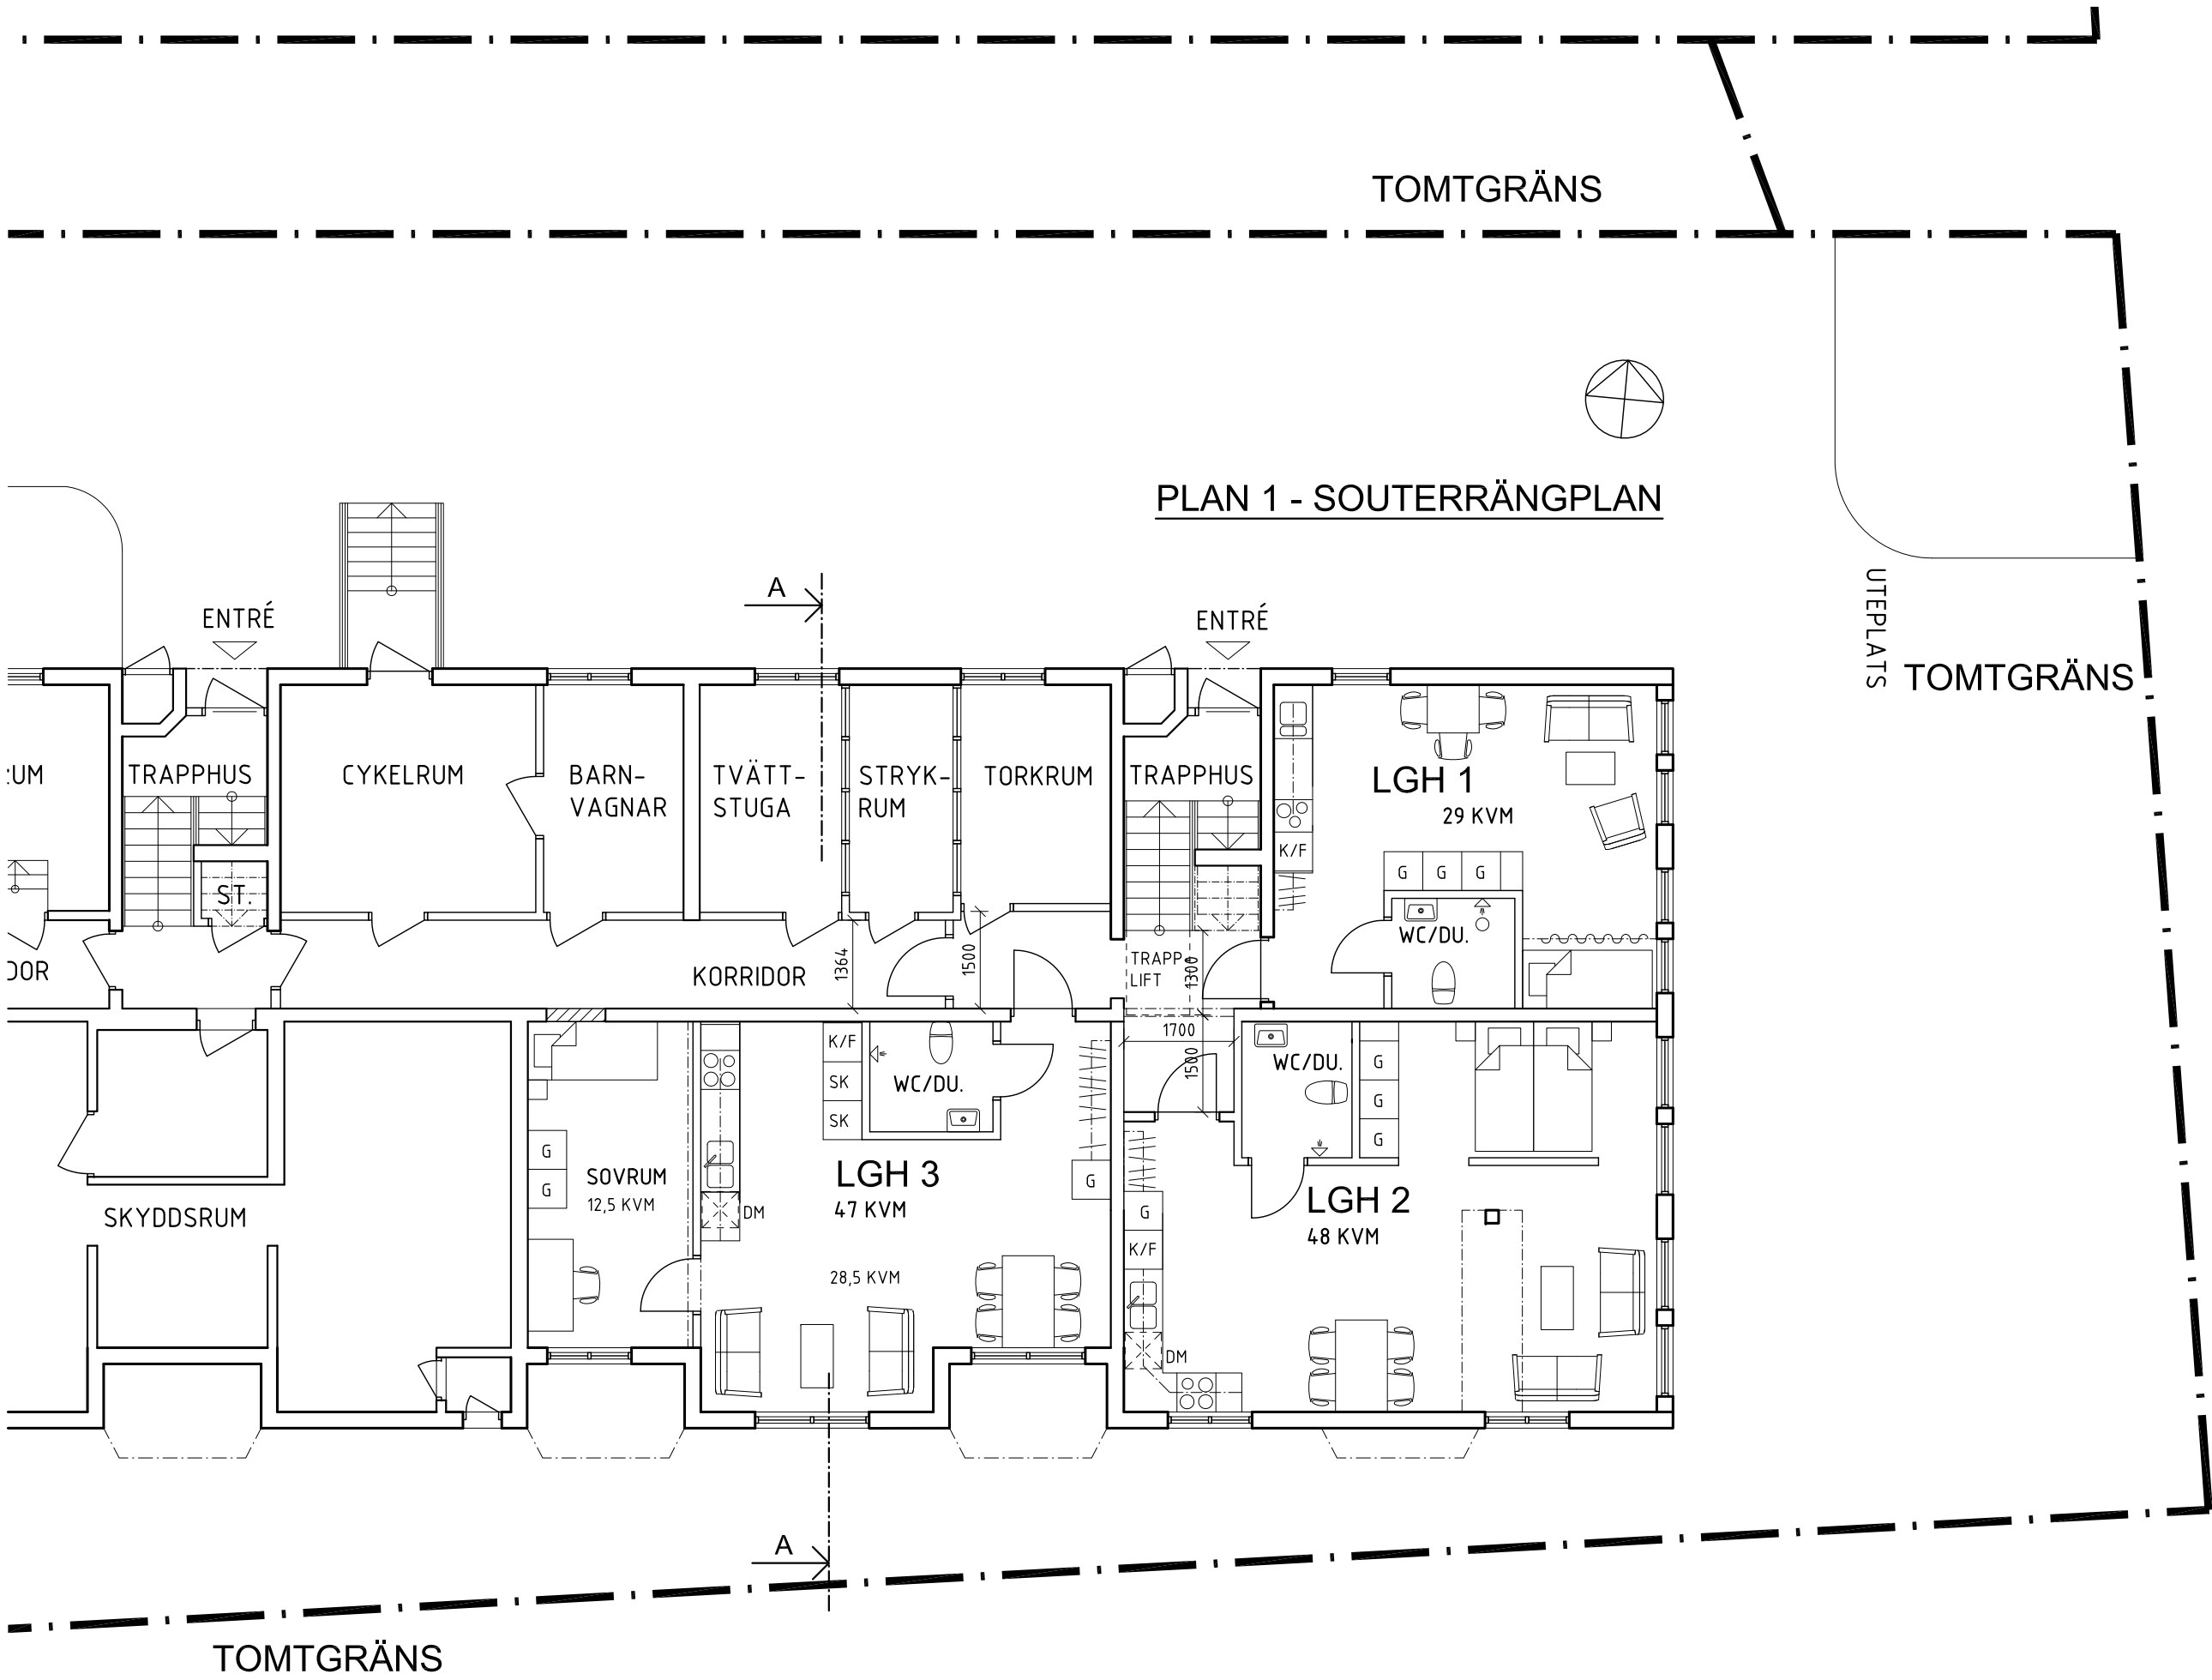 TOMTGRÄNS
PLAN 1 - SOUTERRÄNGPLAN
UTEPLATS
TOMTGRÄNS
A
ENTRÉ
ENTRÉ
TRAPPHUS
CYKELRUM
BARN-
VAGNAR
TVÄTT-
STUGA
STRYK-
RUM
TORKRUM
TRAPPHUS
LGH 1
29 KVM
K/F
G
G
G
ST.
WC/DU.
KORRIDOR
1364
1500
TRAPP-
LIFT
1300
1700
1500
K/F
SK
SK
WC/DU.
WC/DU.
G
G
G
G
G
SOVRUM
12,5 KVM
DM
LGH 3
47 KVM
28,5 KVM
G
G
K/F
DM
LGH 2
48 KVM
SKYDDSRUM
A
TOMTGRÄNS